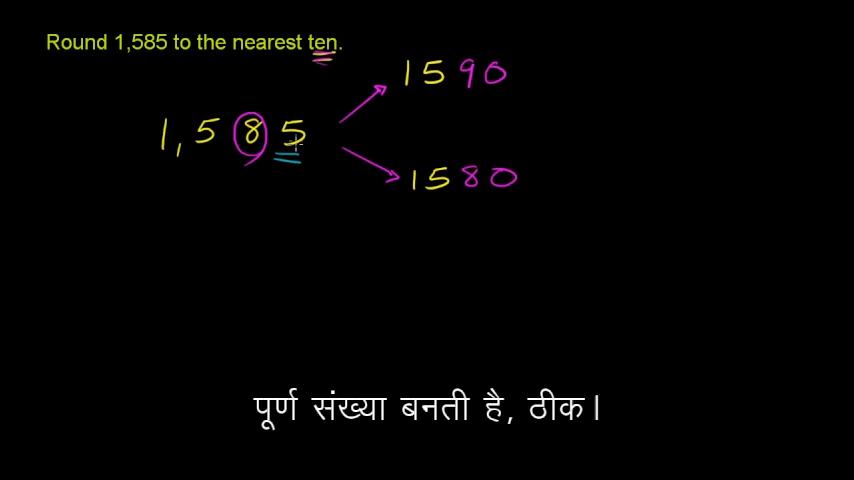 Round 1,585 to the nearest ten.
1590
1,585
1580
पूर्ण संख्या बनती है, ठीक।